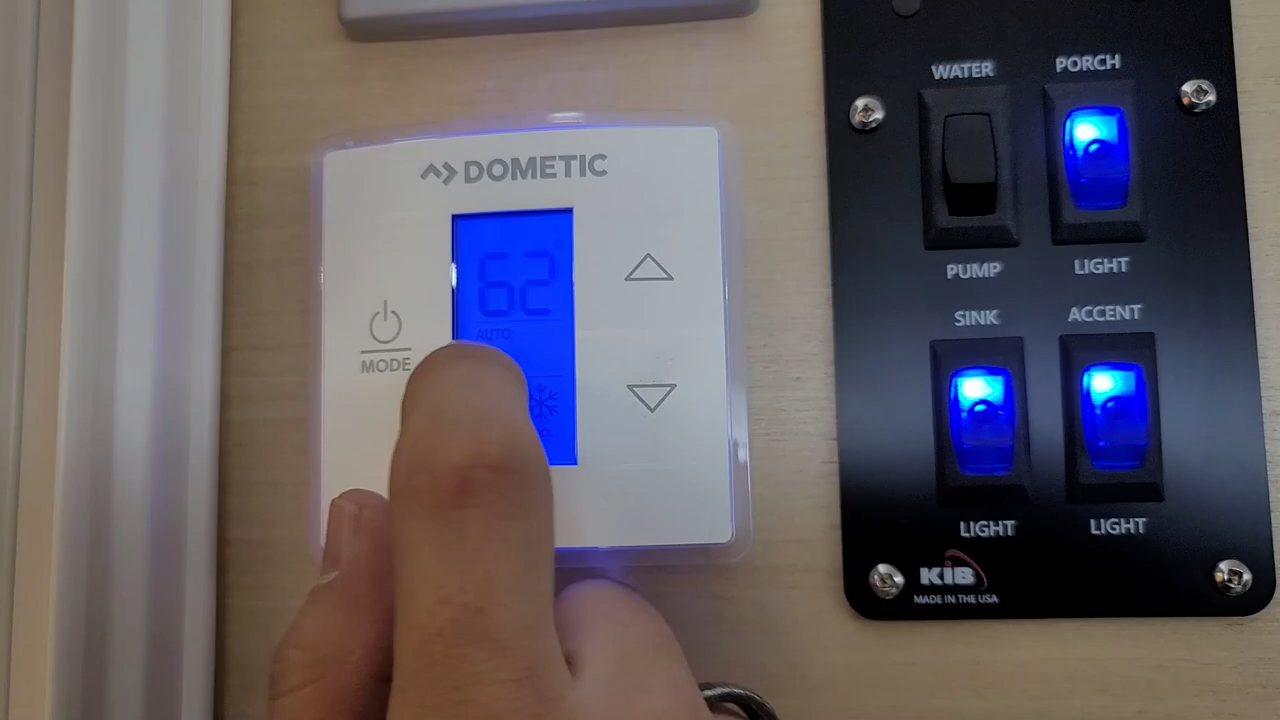 DOMETIC
62°
AUTO
MODE
WATER
PUMP
PORCH
LIGHT
SINK
LIGHT
ACCENT
LIGHT
KiB
MADE IN THE USA